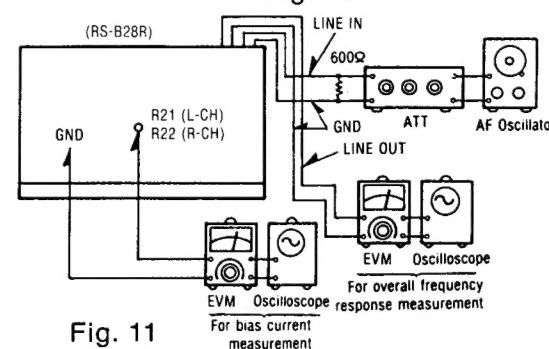 (RS-B28R)
LINE IN
600Ω
R21 (L-CH)
R22 (R-CH)
GND
GND
ATT
AF Oscillato
LINE OUT
EVM Oscilloscope
For overall frequency
response measurement
EVM Oscilloscope
For bias current
measurement
Fig. 11